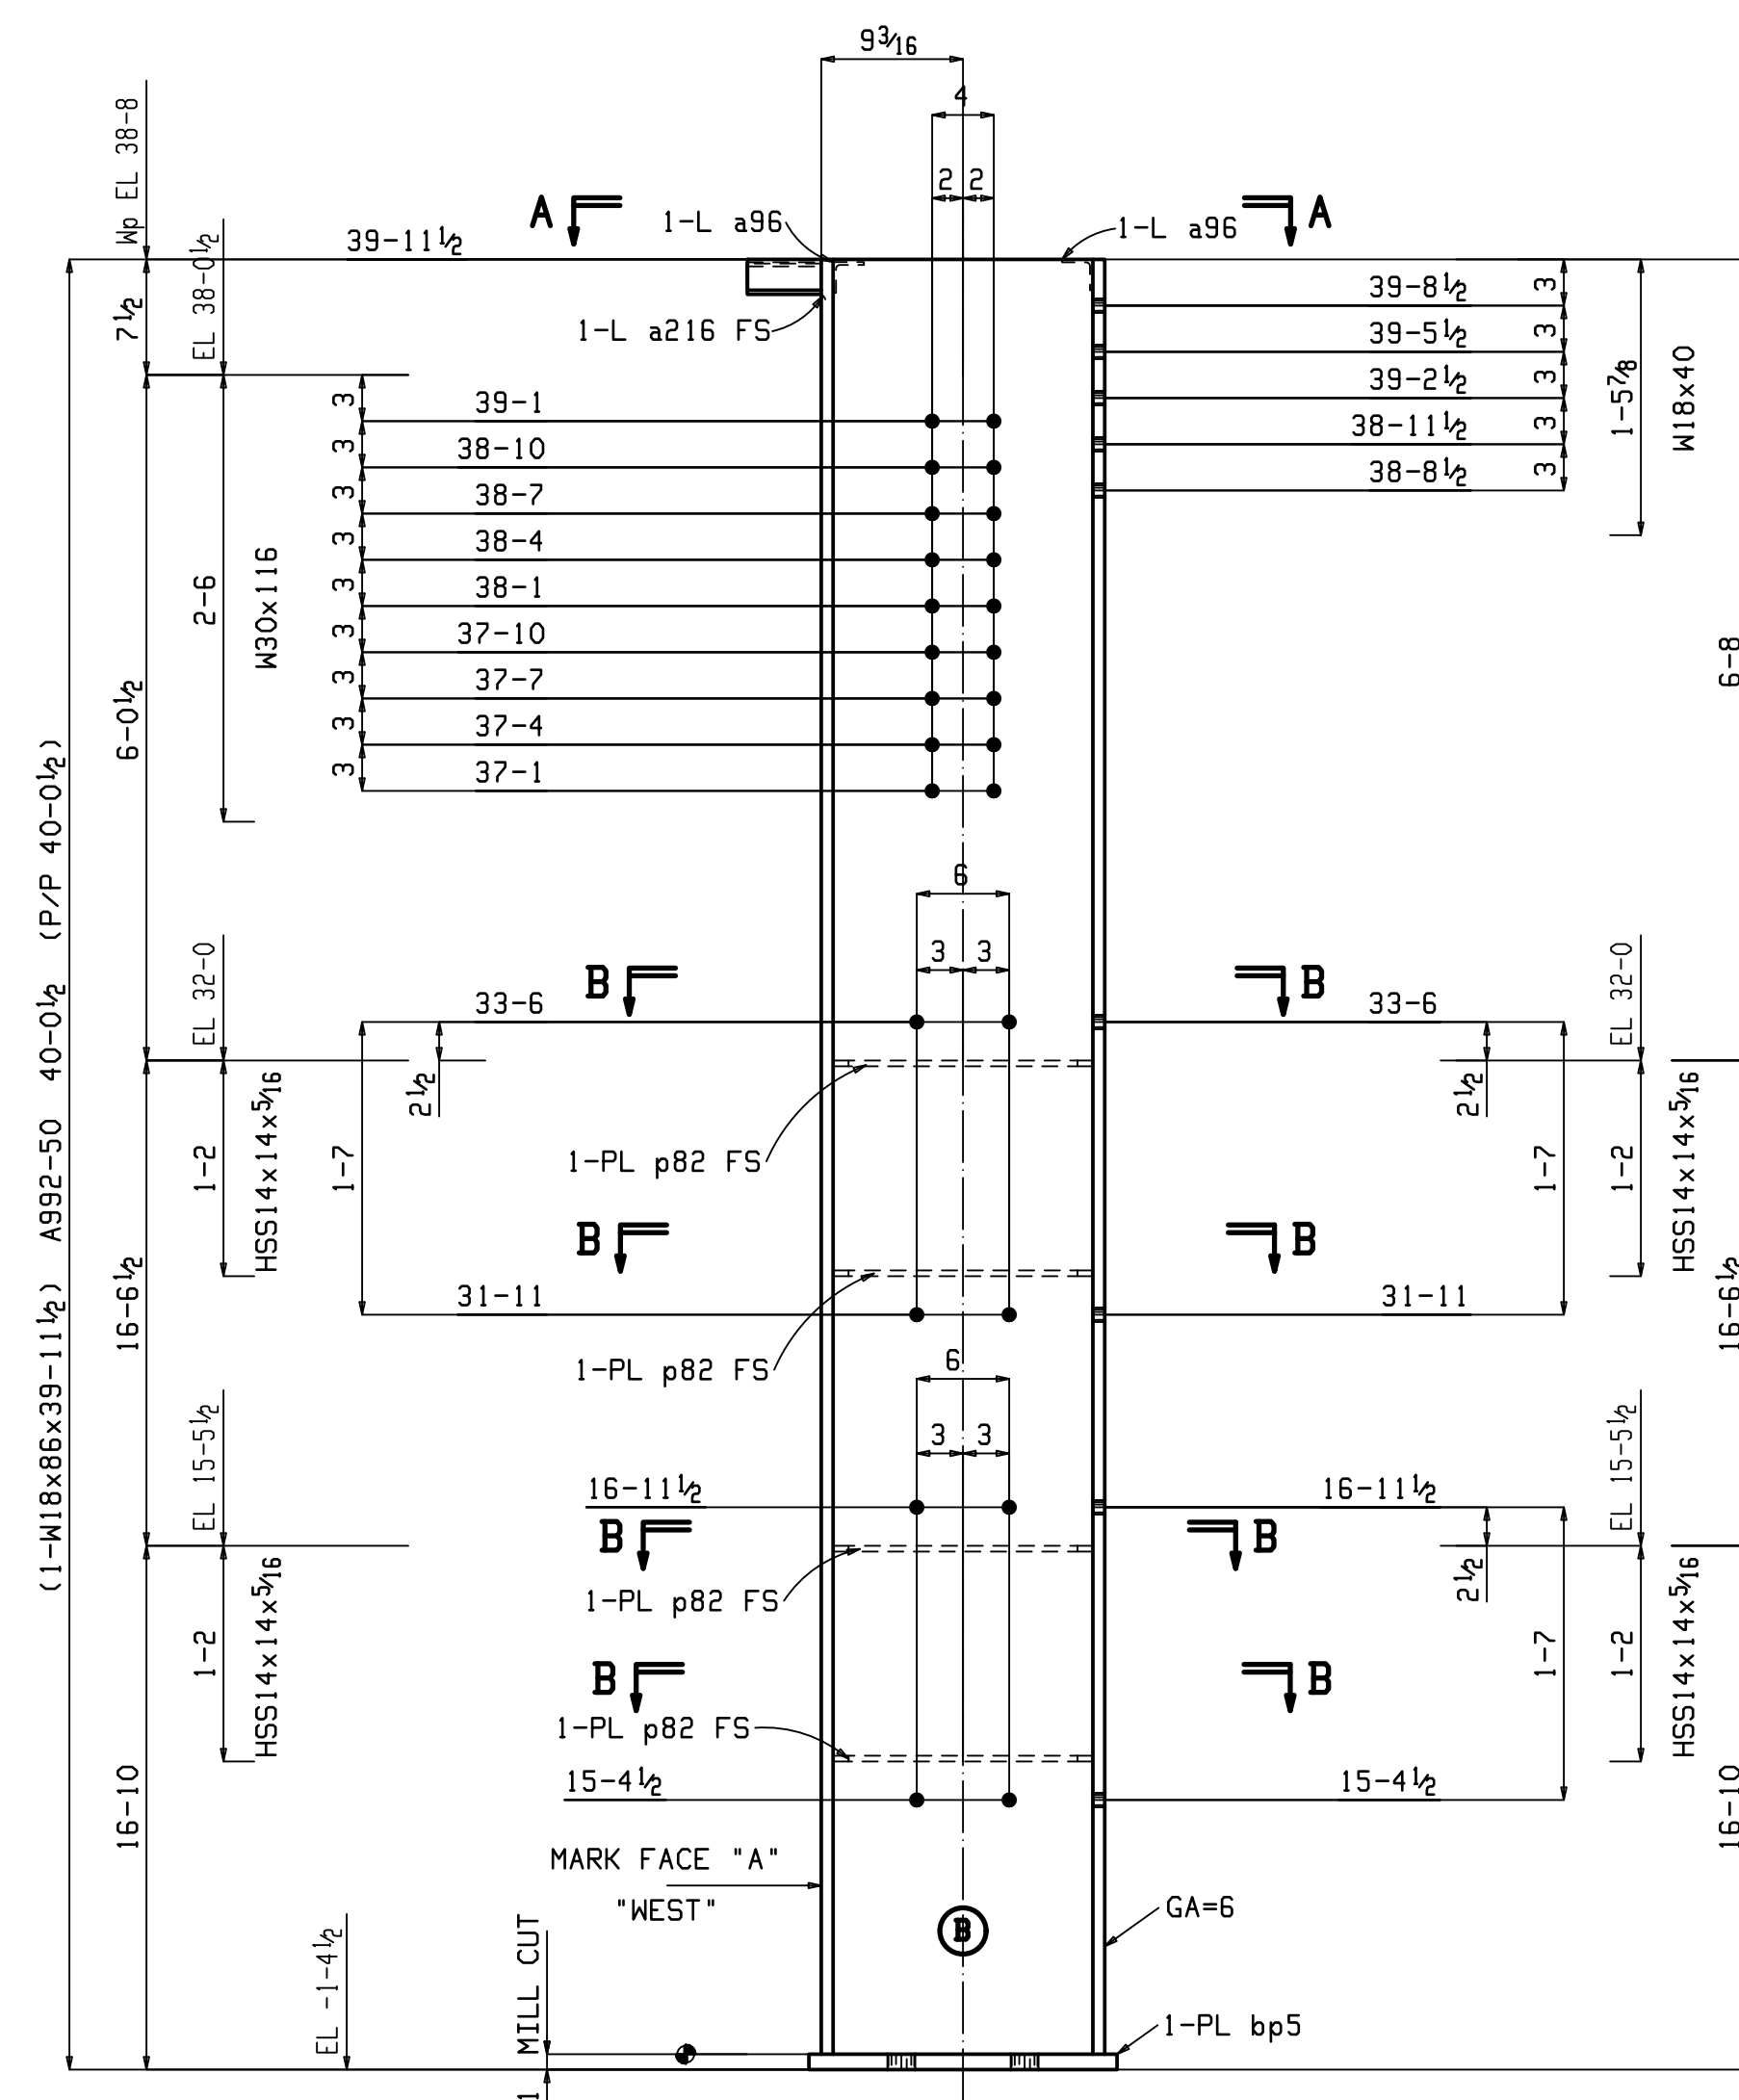 9 3/16
4
2 2
Wp EL 38-8
A
A
1-L a96
1-L a96
39-11 1/2
EL 38-0 1/2
7 1/2
1-L a216 FS
39-8 1/2
3
39-5 1/2
3
39-2 1/2
3
38-11 1/2
3
38-8 1/2
3
1-5 7/8
W18x40
3
39-1
3
38-10
3
38-7
3
38-4
3
38-1
3
37-10
3
37-7
3
37-4
3
37-1
2-6
W30x116
6-0 1/2
6-8
(1-W18x86x39-11 1/2) A992-50 40-0 1/2 (P/P 40-0 1/2)
6
3 3
EL 32-0
B
B
EL 32-0
33-6
33-6
2 1/2
2 1/2
1-PL p82 FS
1-2
HSS14x14x5/16
1-7
1-7
1-2
HSS14x14x5/16
B
B
31-11
31-11
1-PL p82 FS
16-6 1/2
16-6 1/2
6
3 3
EL 15-5 1/2
EL 15-5 1/2
16-11 1/2
16-11 1/2
B
B
2 1/2
1-PL p82 FS
1-2
HSS14x14x5/16
1-7
1-2
HSS14x14x5/16
B
B
1-PL p82 FS
15-4 1/2
15-4 1/2
16-10
16-10
MARK FACE "A"
"WEST"
GA=6
B
EL -1-4 1/2
MILL CUT
1-PL bp5
1